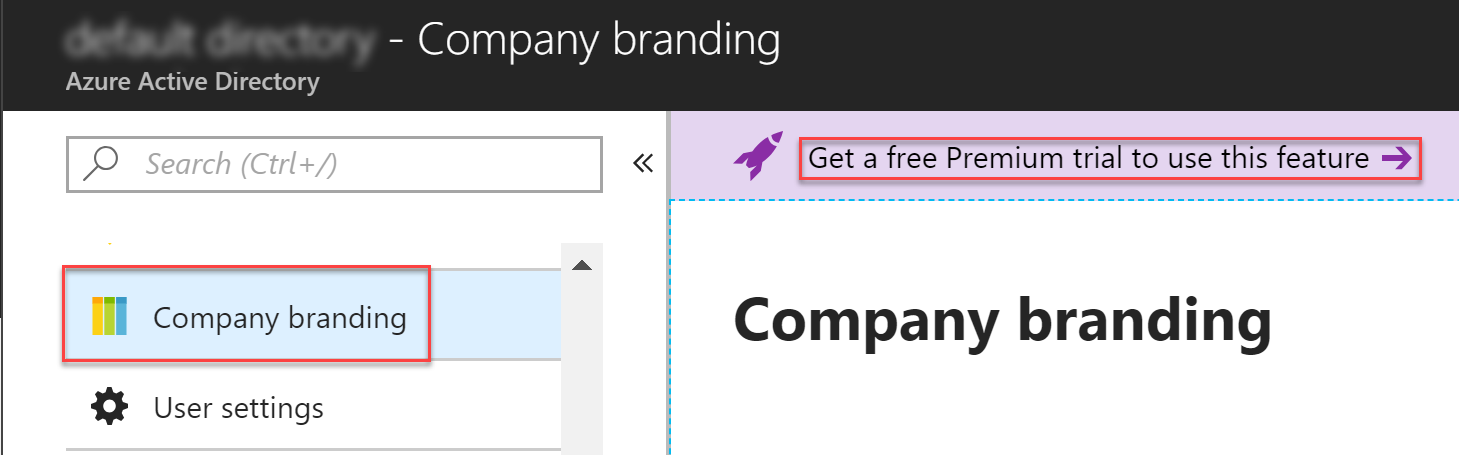 - Company branding
Azure Active Directory
Search (Ctrl+/)
Get a free Premium trial to use this feature
Company branding
User settings
Company branding